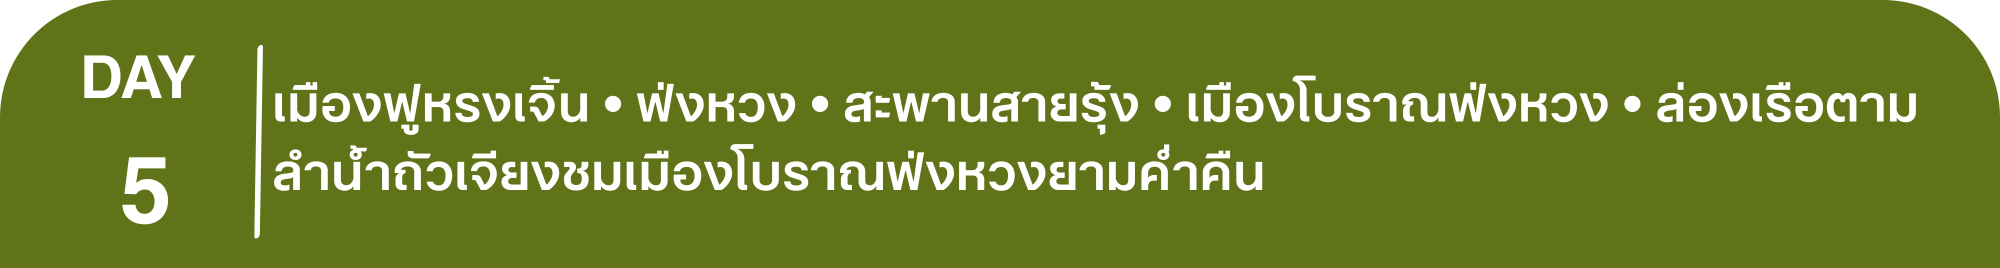 DAY
5
เมืองฟูหรงเจิ้น • ฟ่งหวง • สะพานสายรุ้ง • เมืองโบราณฟ่งหวง • ล่องเรือตาม
ลำน้ำถัวเจียงชมเมืองโบราณฟ่งหวงยามค่ำคืน